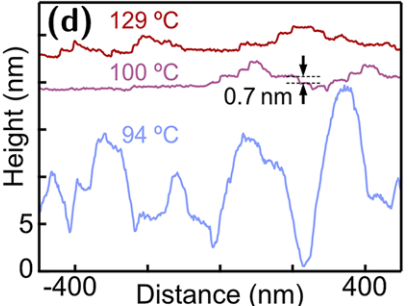 (d)
129 ºC
100 ºC
0.7 nm
94 ºC
Height (nm)
5
0
-400
400
Distance (nm)